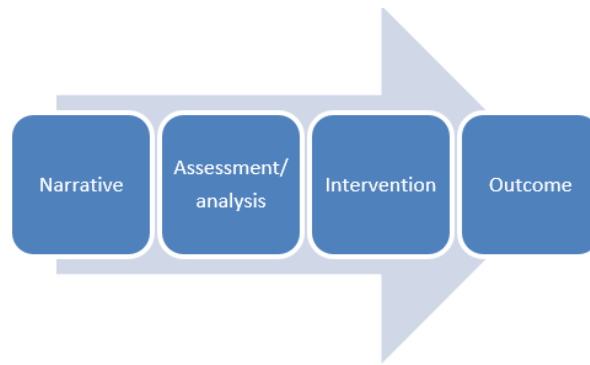 Narrative
Assessment/
analysis
Intervention
Outcome